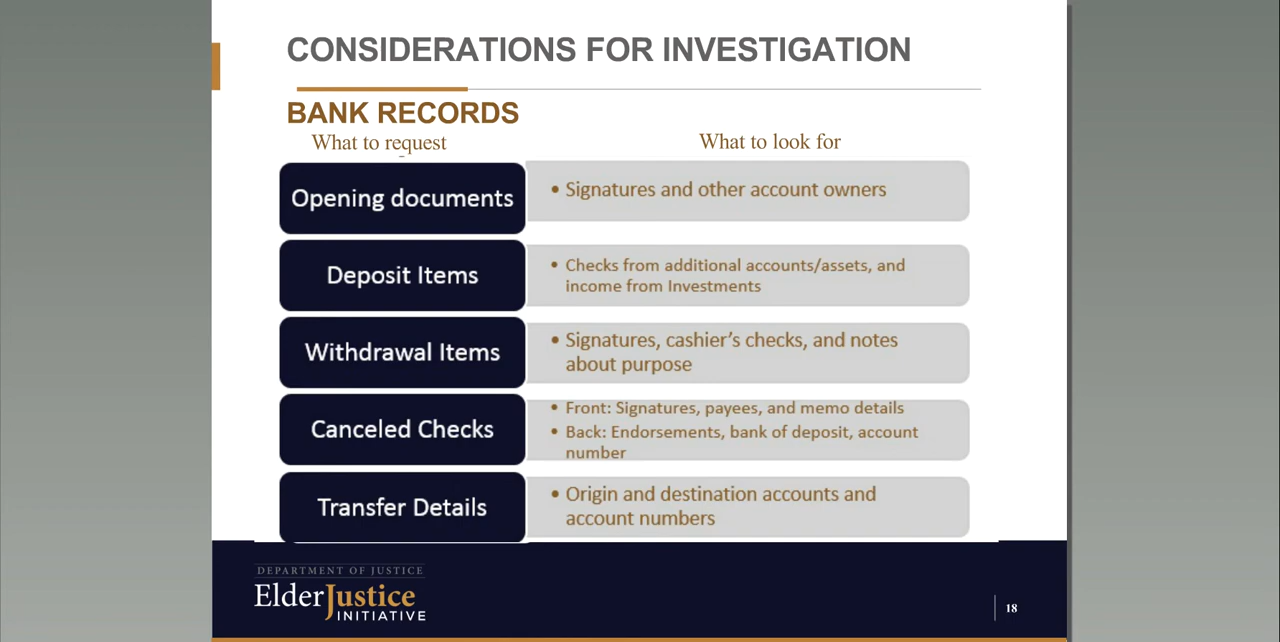 CONSIDERATIONS FOR INVESTIGATION
BANK RECORDS
What to request
What to look for
Opening documents
• Signatures and other account owners
Deposit Items
• Checks from additional accounts/assets, and
income from Investments
Withdrawal Items
• Signatures, cashier's checks, and notes
about purpose
Canceled Checks
• Front: Signatures, payees, and memo details
• Back: Endorsements, bank of deposit, account
number
Transfer Details
• Origin and destination accounts and
account numbers
DEPARTMENT OF JUSTICE
ElderJustice
INITIATIVE
18